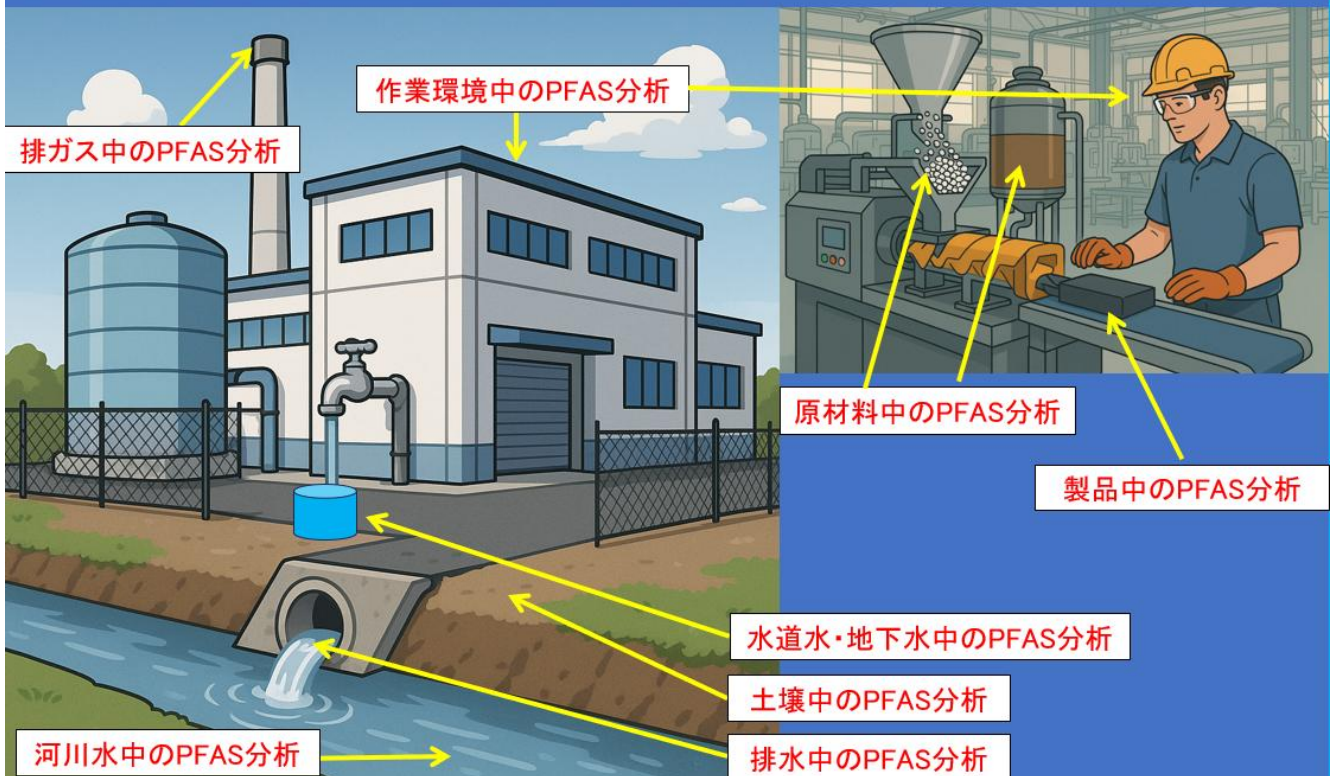 作業環境中のPFAS分析
排ガス中のPFAS分析
原材料中のPFAS分析
製品中のPFAS分析
水道水・地下水中のPFAS分析
土壌中のPFAS分析
排水中のPFAS分析
河川水中のPFAS分析